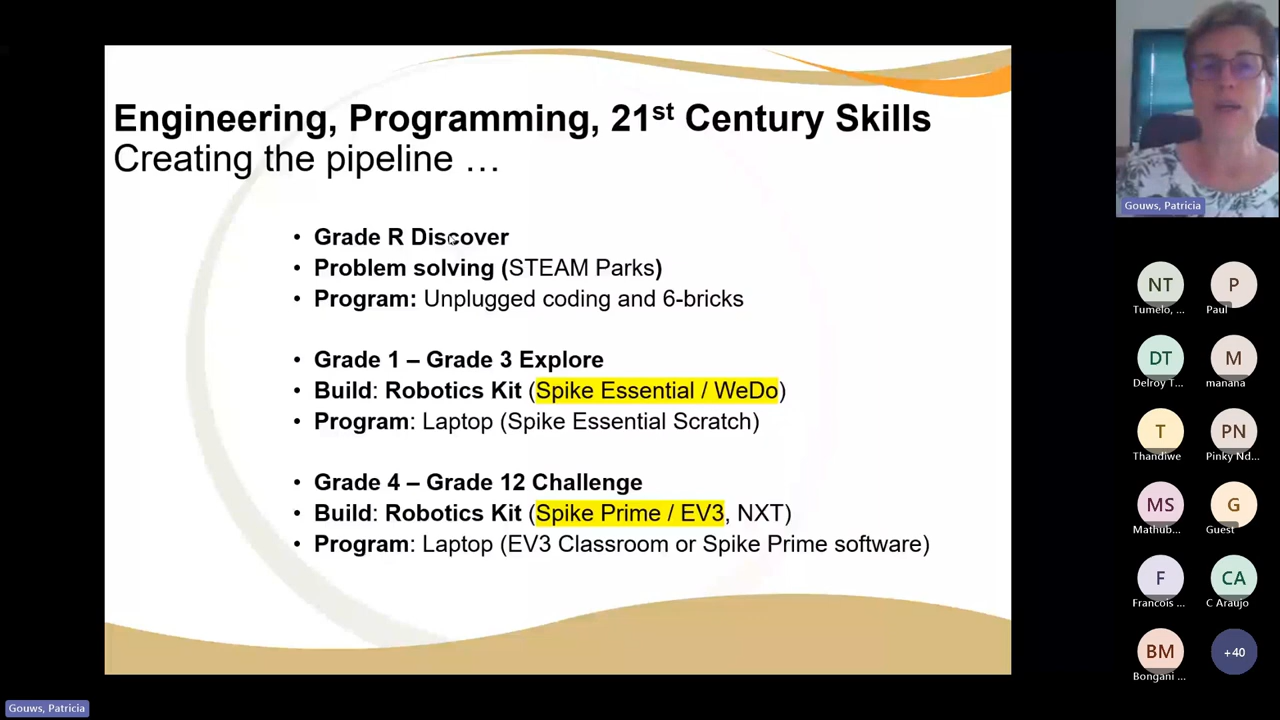 Engineering, Programming, 21st Century Skills
Creating the pipeline …
• Grade R Discover
• Problem solving (STEAM Parks)
• Program: Unplugged coding and 6-bricks
• Grade 1 – Grade 3 Explore
• Build: Robotics Kit (Spike Essential / WeDo)
• Program: Laptop (Spike Essential Scratch)
• Grade 4 – Grade 12 Challenge
• Build: Robotics Kit (Spike Prime / EV3, NXT)
• Program: Laptop (EV3 Classroom or Spike Prime software)
Gouws, Patricia
NT P
Tumelo, ... Paul
DT M
Delroy T... manana
T PN
Thandiwe Pinky Nd...
MS G
Mathub... Guest
F CA
Francois ... C Araujo
BM +40
Bongani ...
Gouws, Patricia